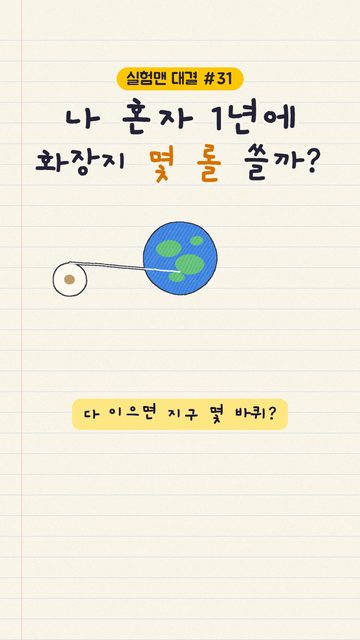 실험맨 대결 #31
나 혼자 1년에
화장지 몇 롤 쓸까?
다 이으면 지구 몇 바퀴?